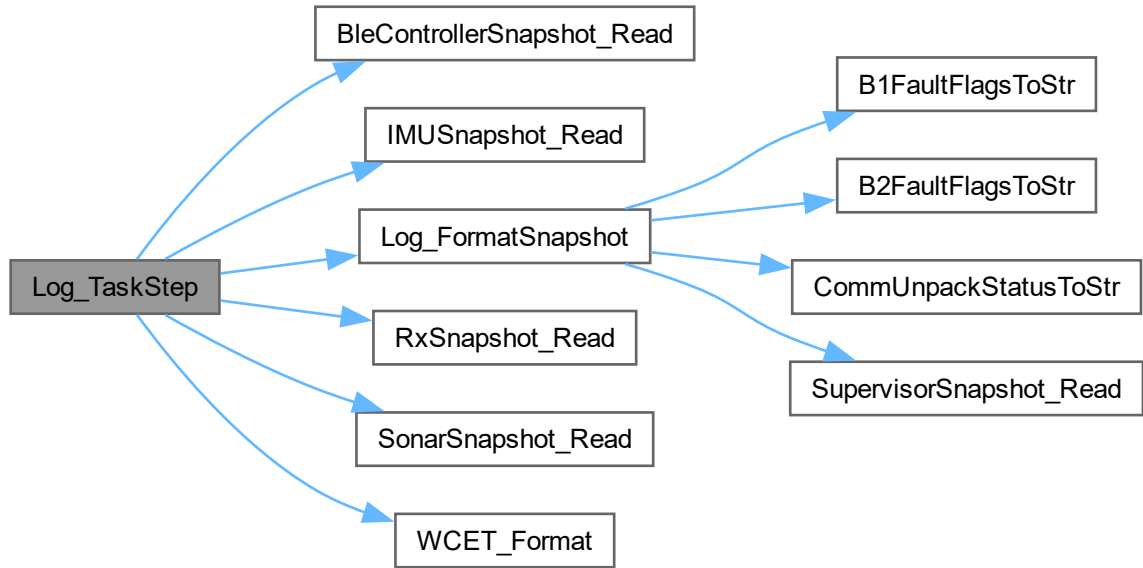 Log_TaskStep
BleControllerSnapshot_Read
IMUSnapshot_Read
Log_FormatSnapshot
RxSnapshot_Read
SonarSnapshot_Read
WCET_Format
B1FaultFlagsToStr
B2FaultFlagsToStr
CommUnpackStatusToStr
SupervisorSnapshot_Read